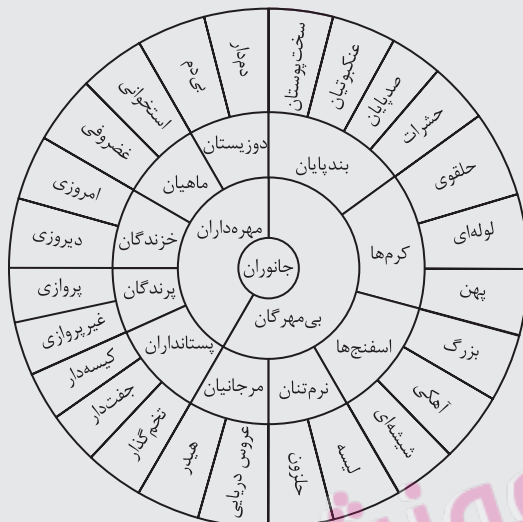 جانوران
مهره‌داران
بی‌مهرگان
دوزیستان
ماهیان
خزندگان
پرندگان
پستانداران
بندپایان
کرم‌ها
اسفنج‌ها
نرم‌تنان
مرجانیان
دم‌دار
بی‌دم
استخوانی
غضروفی
امروزی
دیروزی
پروازی
غیرپروازی
کیسه‌دار
جفت‌دار
تخم‌گذار
سخت‌پوستان
عنکبوتیان
صدپایان
حشرات
حلقوی
لوله‌ای
پهن
بزرگ
آهکی
شیشه‌ای
لیسه
حلزون
عروس دریایی
هیدر